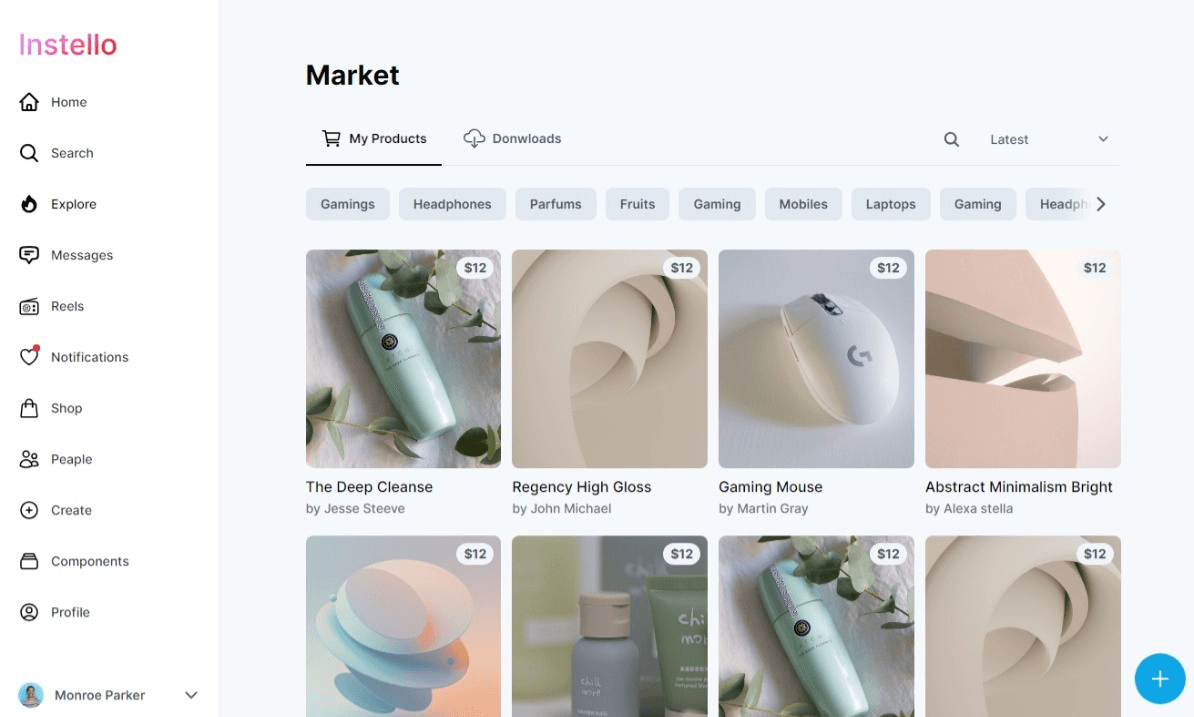 Instello
Home
Search
Explore
Messages
Reels
Notifications
Shop
Peaple
Create
Components
Profile
Monroe Parker
Market
My Products Donwloads Latest
Gamings Headphones Parfums Fruits Gaming Mobiles Laptops Gaming Headph
$12 $12 $12 $12
The Deep Cleanse Regency High Gloss Gaming Mouse Abstract Minimalism Bright
by Jesse Steeve by John Michael by Martin Gray by Alexa stella
$12 $12 $12 $12
chill
more